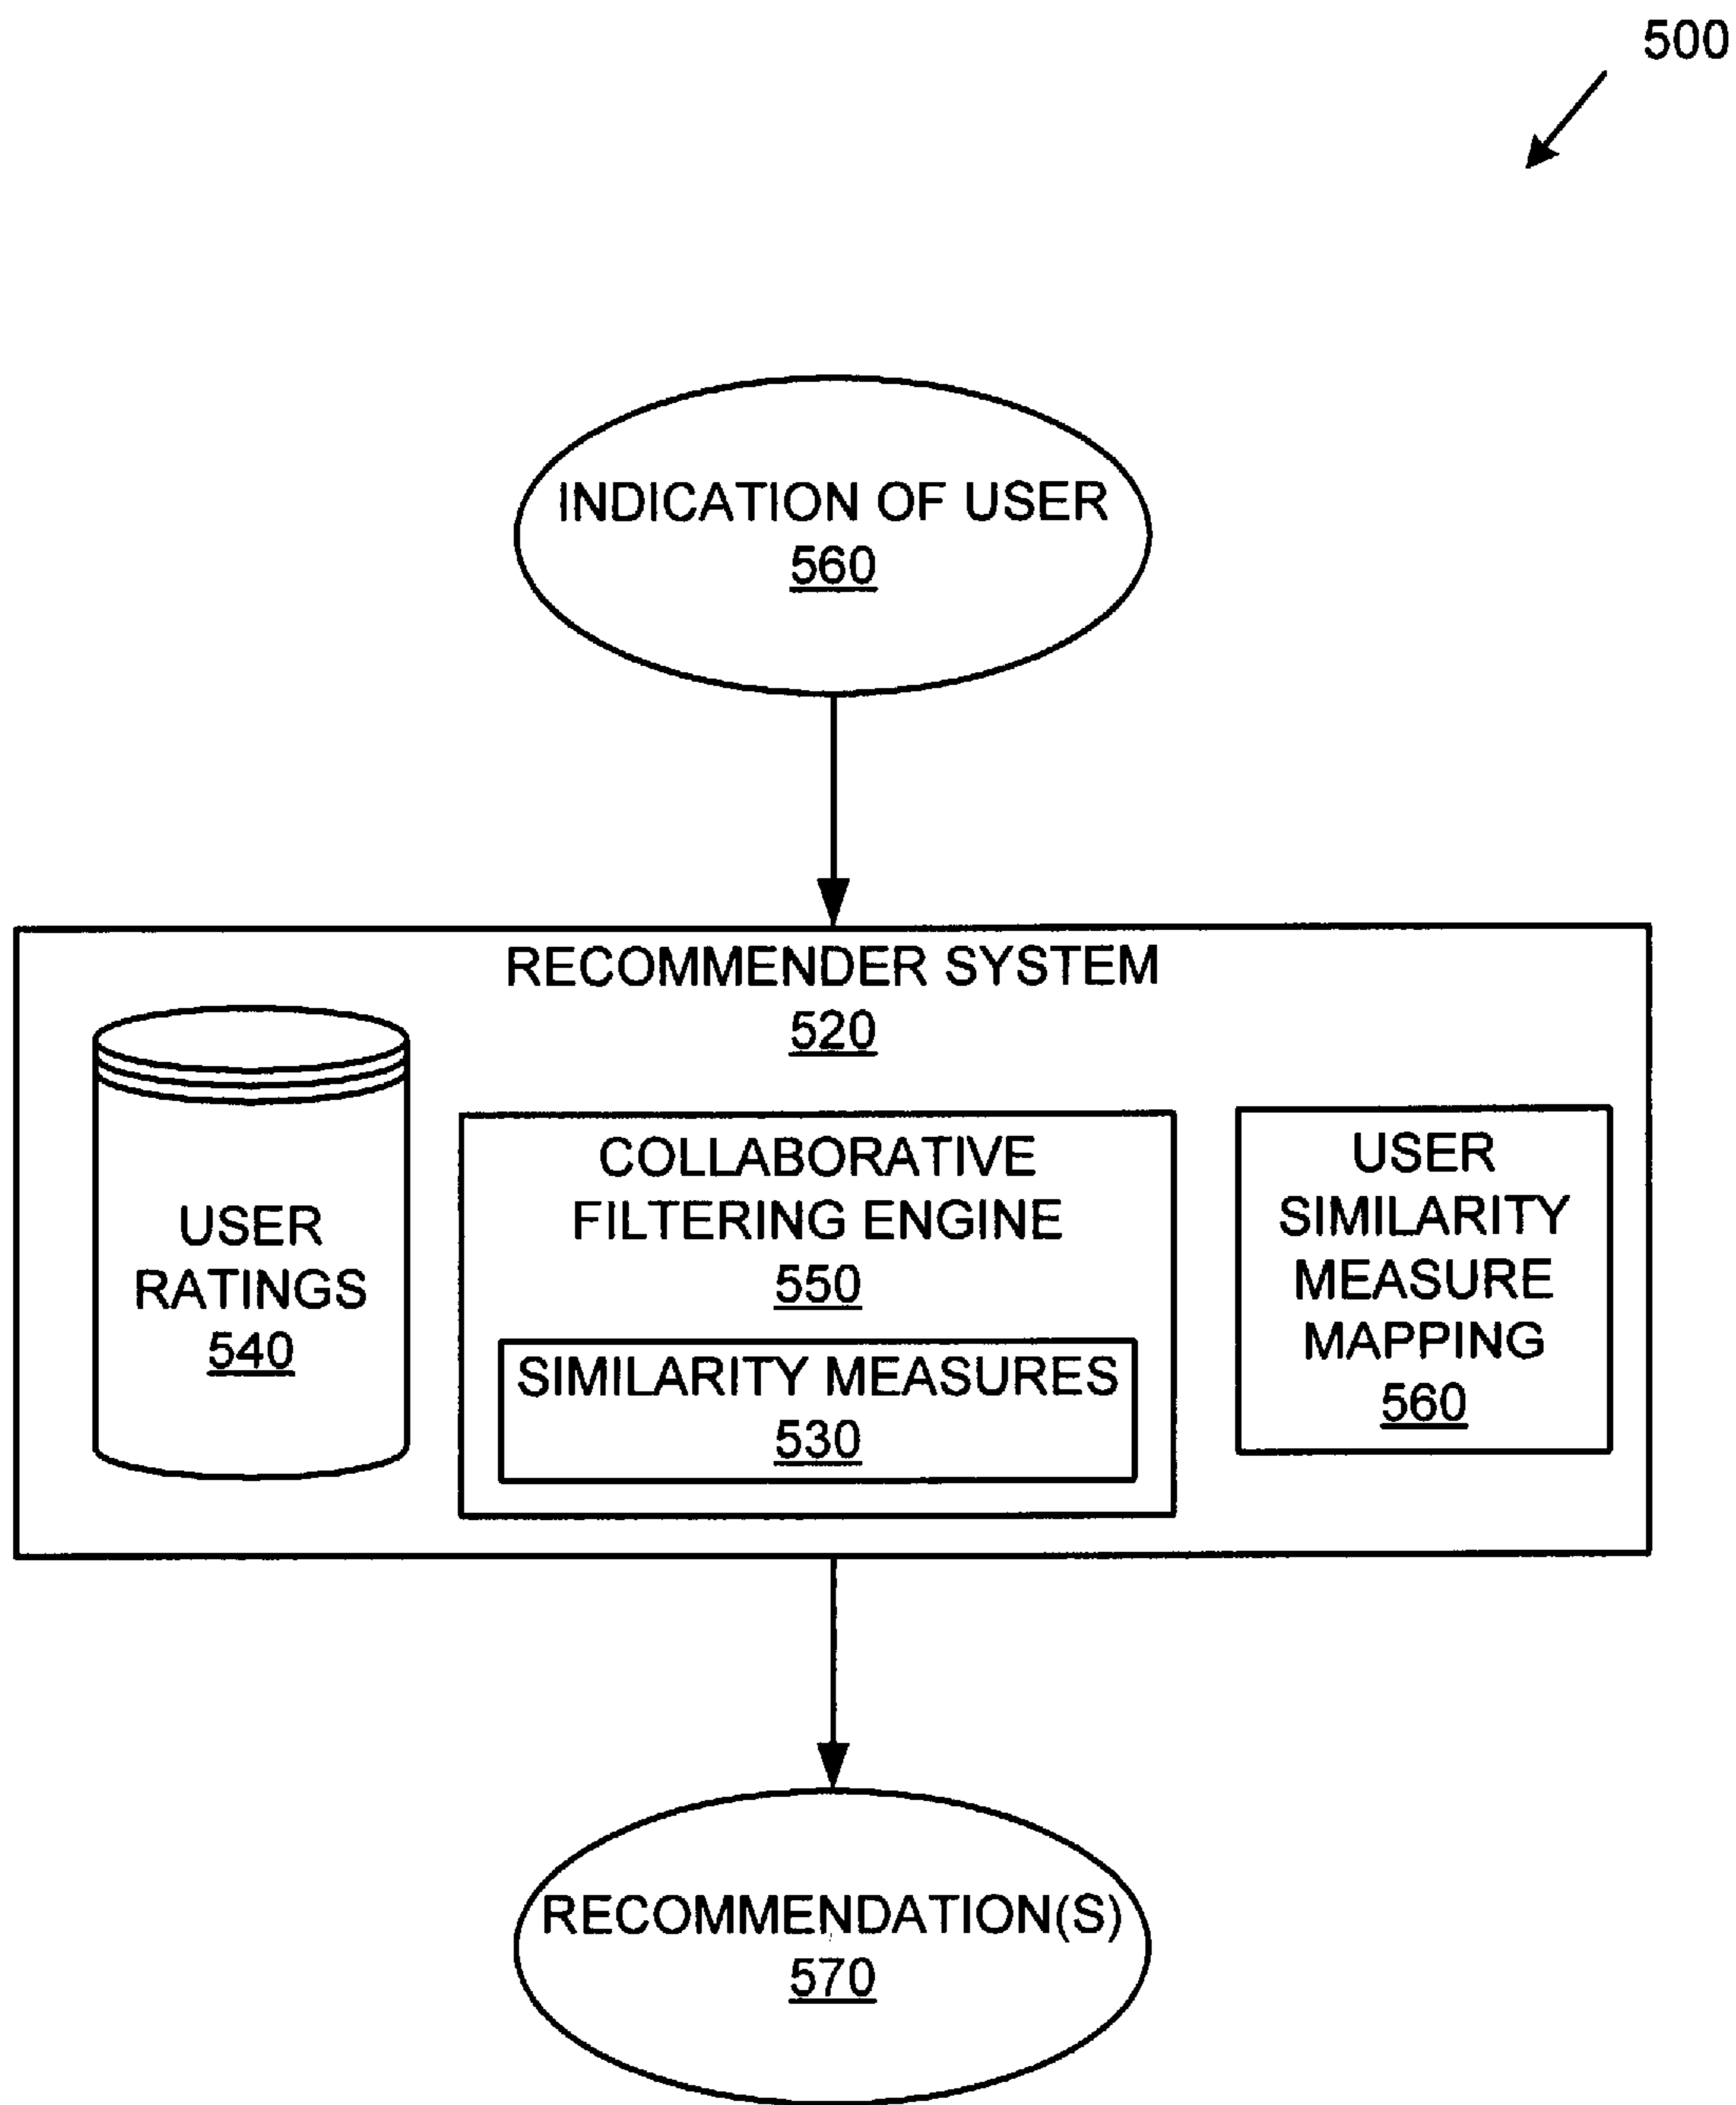 500
INDICATION OF USER
560
RECOMMENDER SYSTEM
520
USER
RATINGS
540
COLLABORATIVE
FILTERING ENGINE
550
SIMILARITY MEASURES
530
USER
SIMILARITY
MEASURE
MAPPING
560
RECOMMENDATION(S)
570